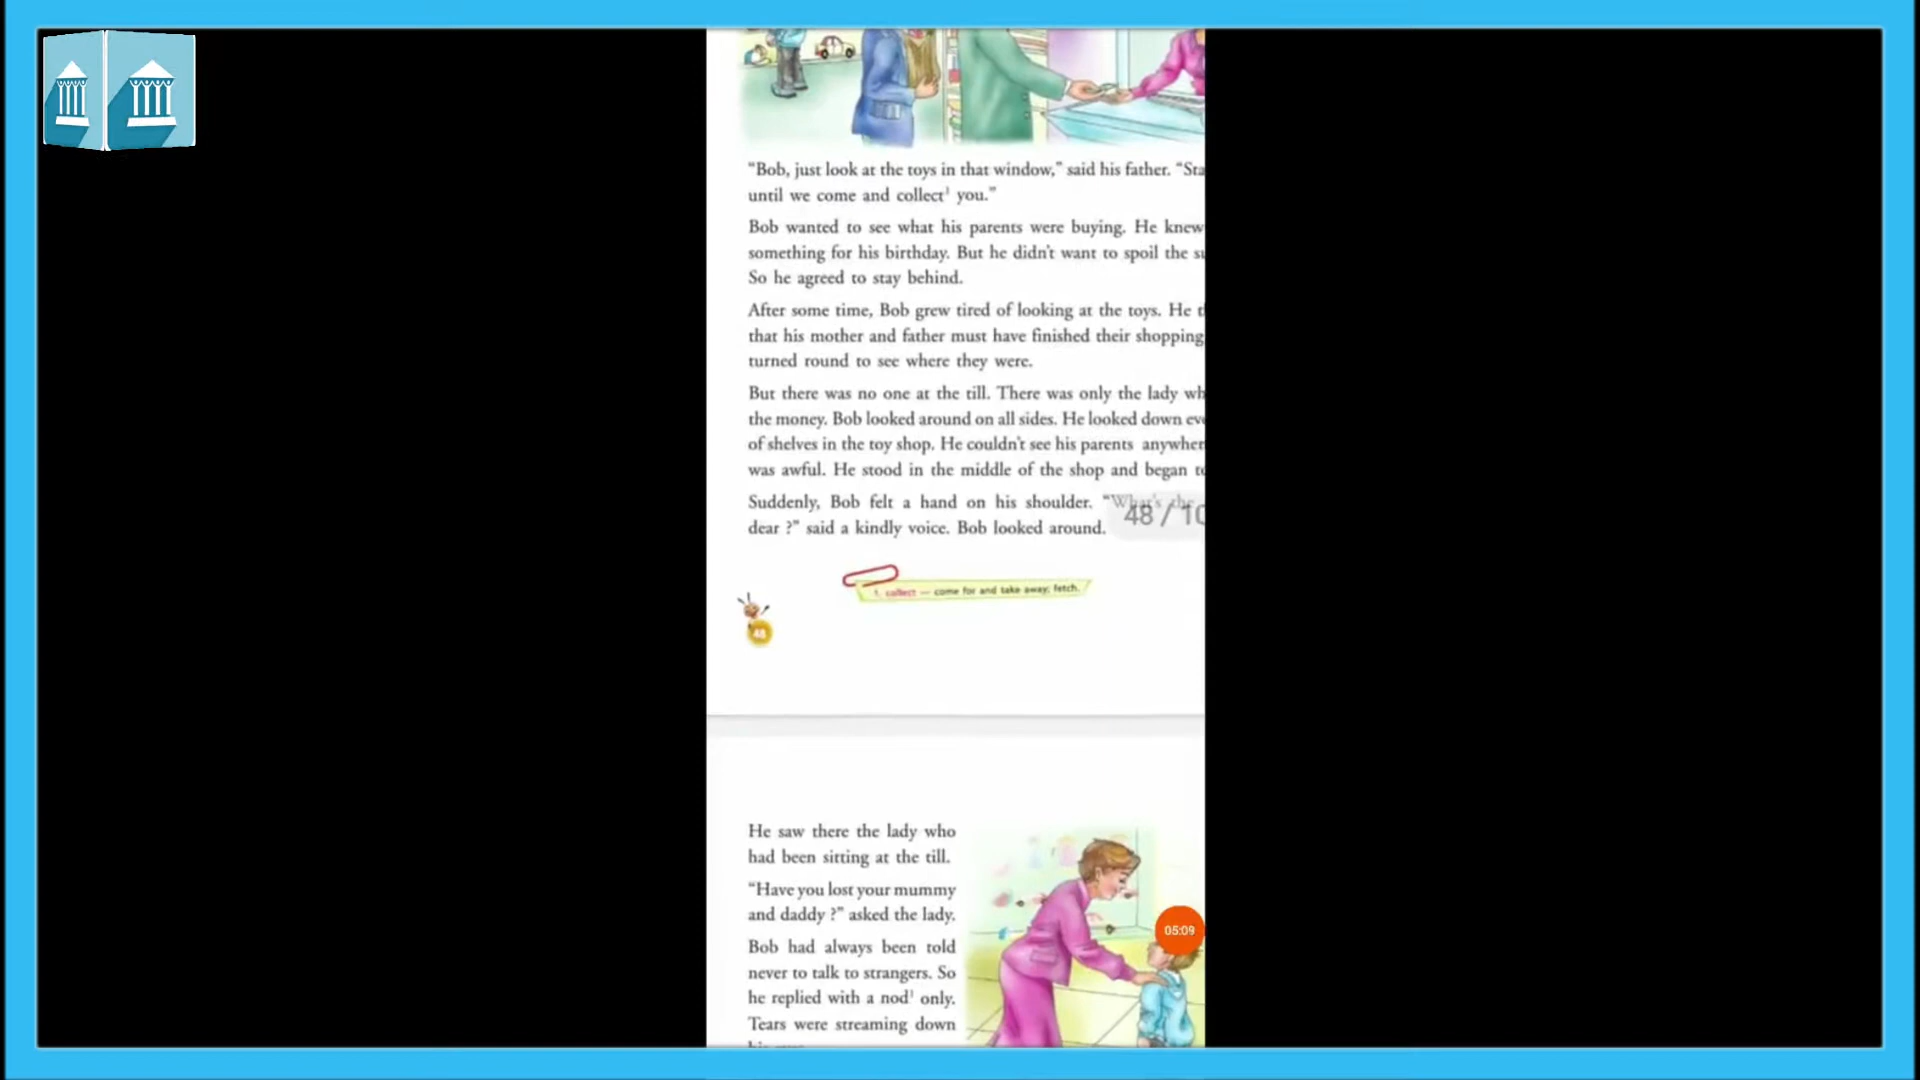 “Bob, just look at the toys in that window,” said his father. “Sta
until we come and collect¹ you.”
Bob wanted to see what his parents were buying. He knew
something for his birthday. But he didn’t want to spoil the su
So he agreed to stay behind.
After some time, Bob grew tired of looking at the toys. He t
that his mother and father must have finished their shopping
turned round to see where they were.
But there was no one at the till. There was only the lady wh
the money. Bob looked around on all sides. He looked down eve
of shelves in the toy shop. He couldn’t see his parents anywher
was awful. He stood in the middle of the shop and began to
Suddenly, Bob felt a hand on his shoulder. “What’s the
dear ?” said a kindly voice. Bob looked around.
48 / 10
1. collect — come for and take away; fetch.
48
He saw there the lady who
had been sitting at the till.
“Have you lost your mummy
and daddy ?” asked the lady.
Bob had always been told
never to talk to strangers. So
he replied with a nod¹ only.
Tears were streaming down
05:09